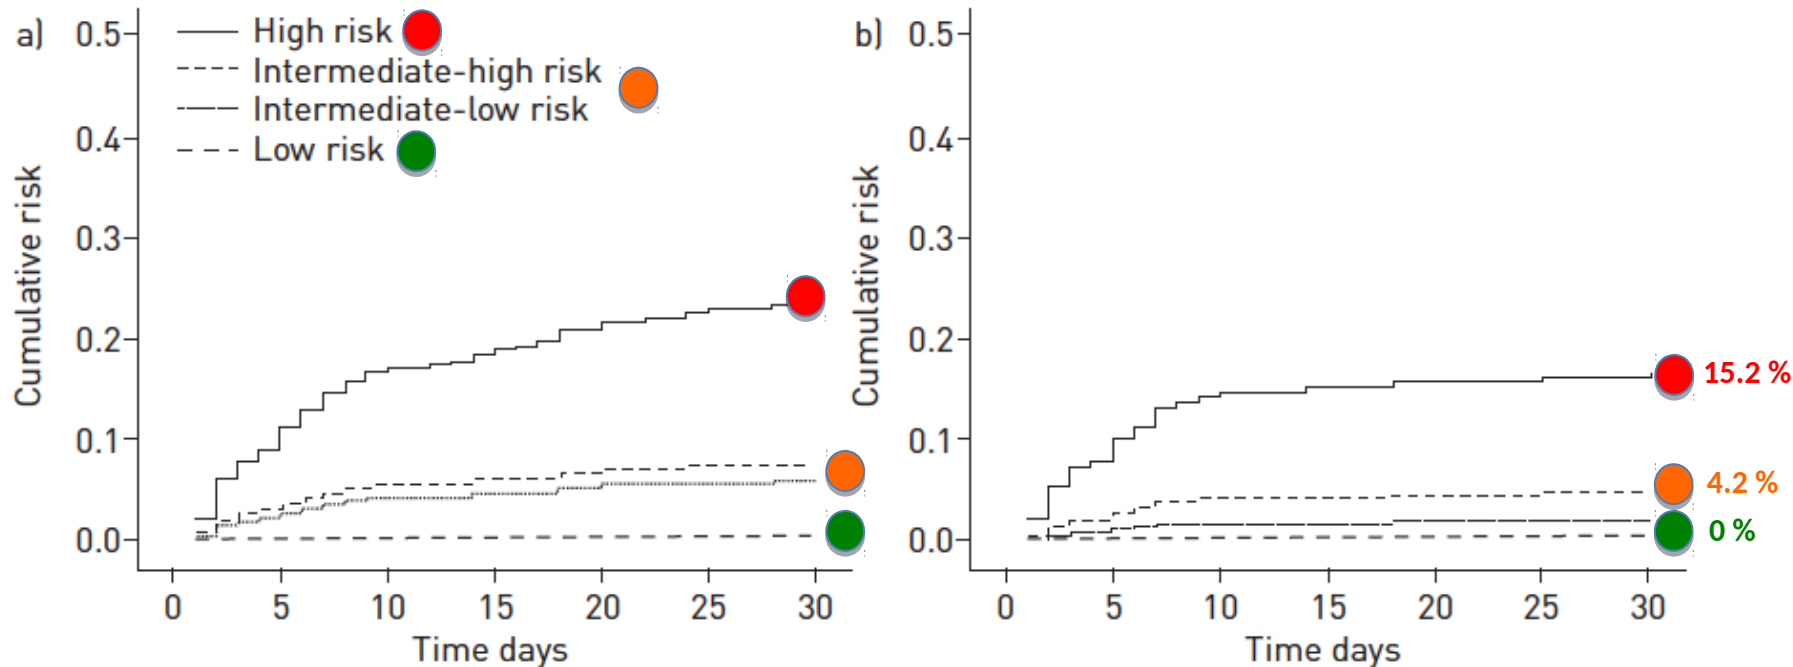 a)
High risk
Intermediate-high risk
Intermediate-low risk
Low risk
0.5
0.4
0.3
0.2
0.1
0.0
Cumulative risk
0 5 10 15 20 25 30
Time days
b)
0.5
0.4
0.3
0.2
0.1
0.0
Cumulative risk
15.2 %
4.2 %
0 %
0 5 10 15 20 25 30
Time days